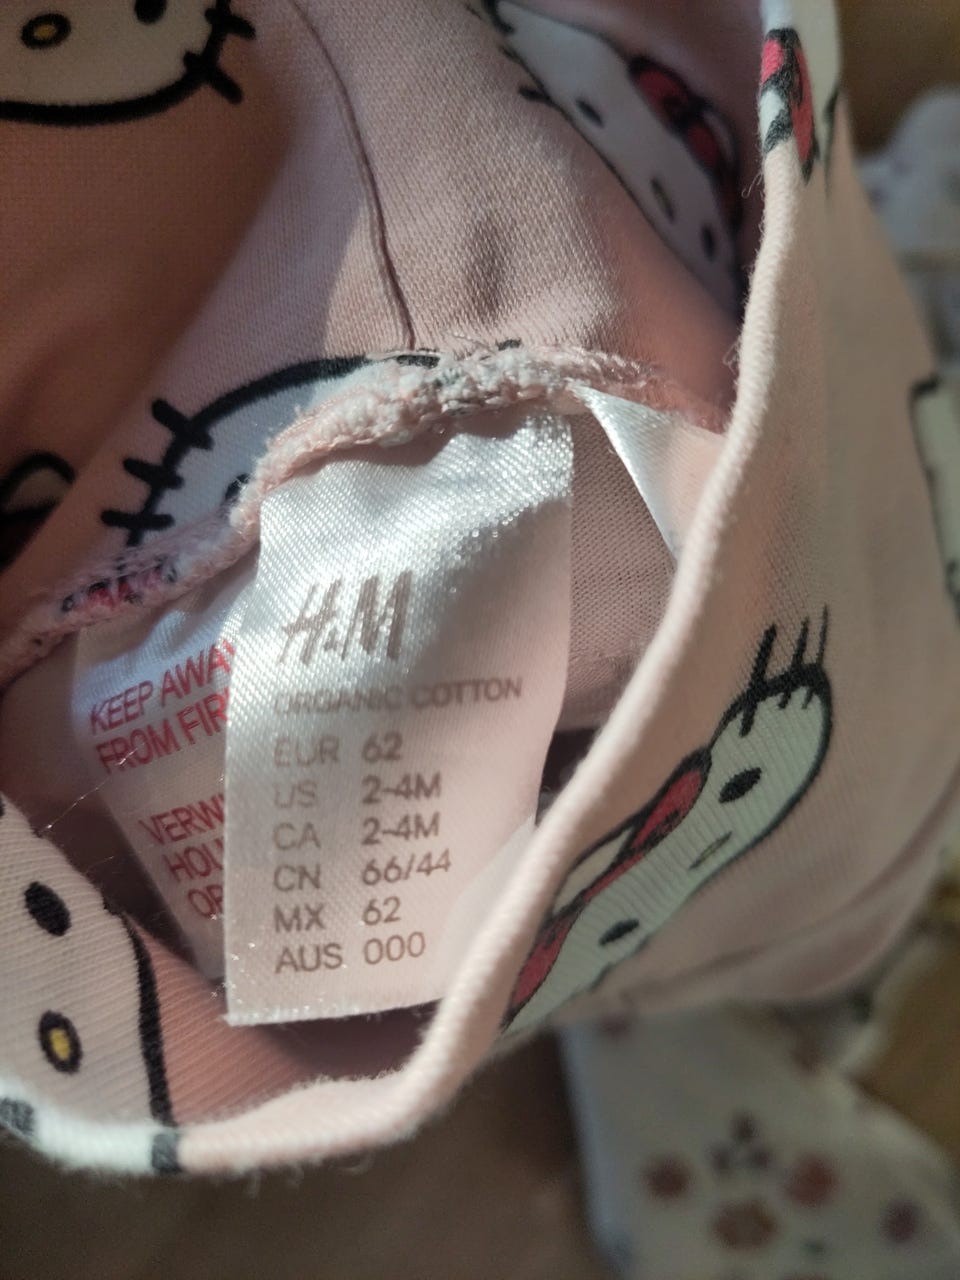 H&M
ORGANIC COTTON
EUR 62
US 2-4M
CA 2-4M
CN 66/44
MX 62
AUS 000
KEEP AWAY
FROM